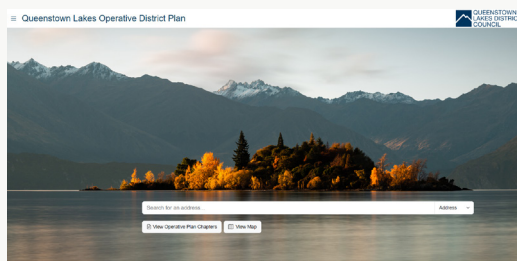 Queenstown Lakes Operative District Plan
QUEENSTOWN
LAKES DISTRICT
COUNCIL
Search for an address...
Address
View Operative Plan Chapters
View Map